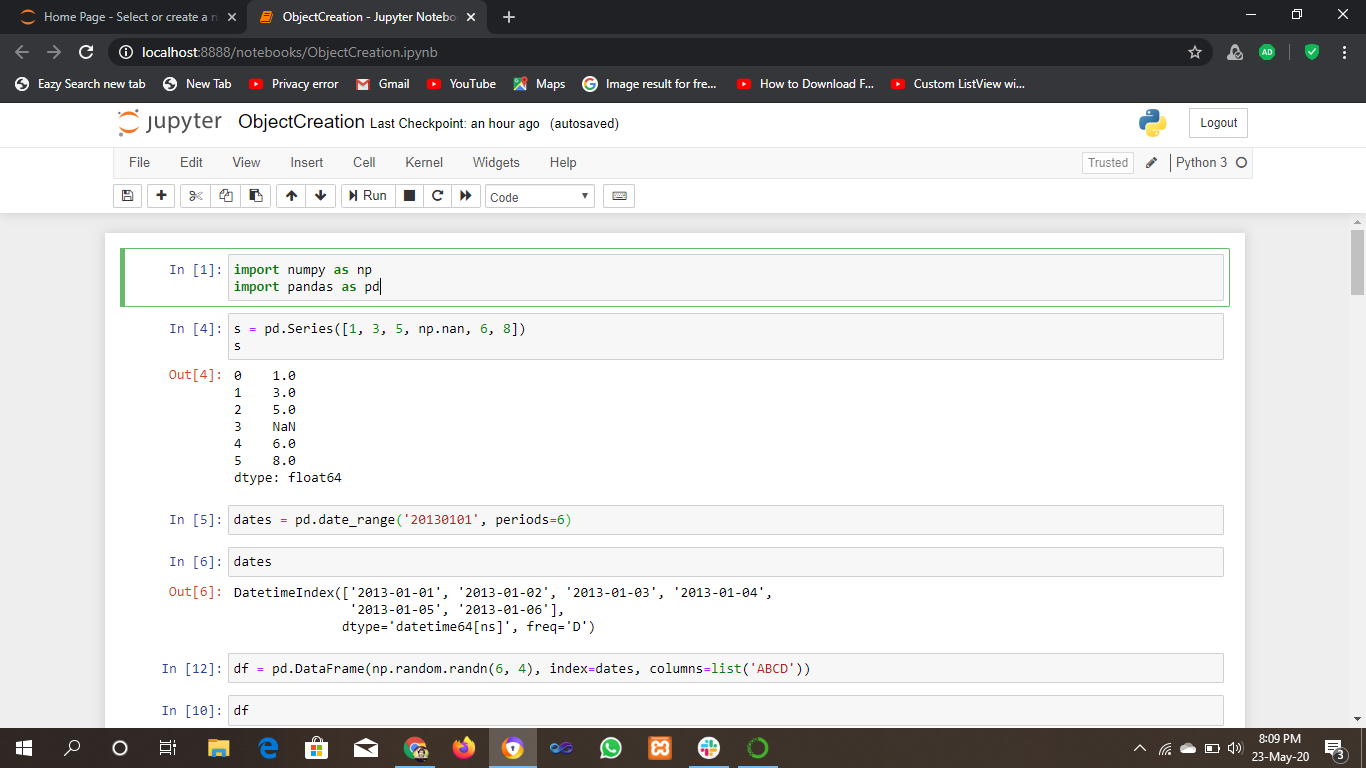 Home Page - Select or create a n
ObjectCreation - Jupyter Notebo
localhost:8888/notebooks/ObjectCreation.ipynb
AD
Eazy Search new tab
New Tab
Privacy error
Gmail
YouTube
Maps
Image result for fre...
How to Download F...
Custom ListView wi...
jupyter ObjectCreation Last Checkpoint: an hour ago (autosaved)
Logout
File Edit View Insert Cell Kernel Widgets Help
Trusted
Python 3
Run
Code
In [1]: import numpy as np
import pandas as pd
In [4]: s = pd.Series([1, 3, 5, np.nan, 6, 8])
s
Out[4]: 0    1.0
1    3.0
2    5.0
3    NaN
4    6.0
5    8.0
dtype: float64
In [5]: dates = pd.date_range('20130101', periods=6)
In [6]: dates
Out[6]: DatetimeIndex(['2013-01-01', '2013-01-02', '2013-01-03', '2013-01-04',
'2013-01-05', '2013-01-06'],
dtype='datetime64[ns]', freq='D')
In [12]: df = pd.DataFrame(np.random.randn(6, 4), index=dates, columns=list('ABCD'))
In [10]: df
8:09 PM
23-May-20
3